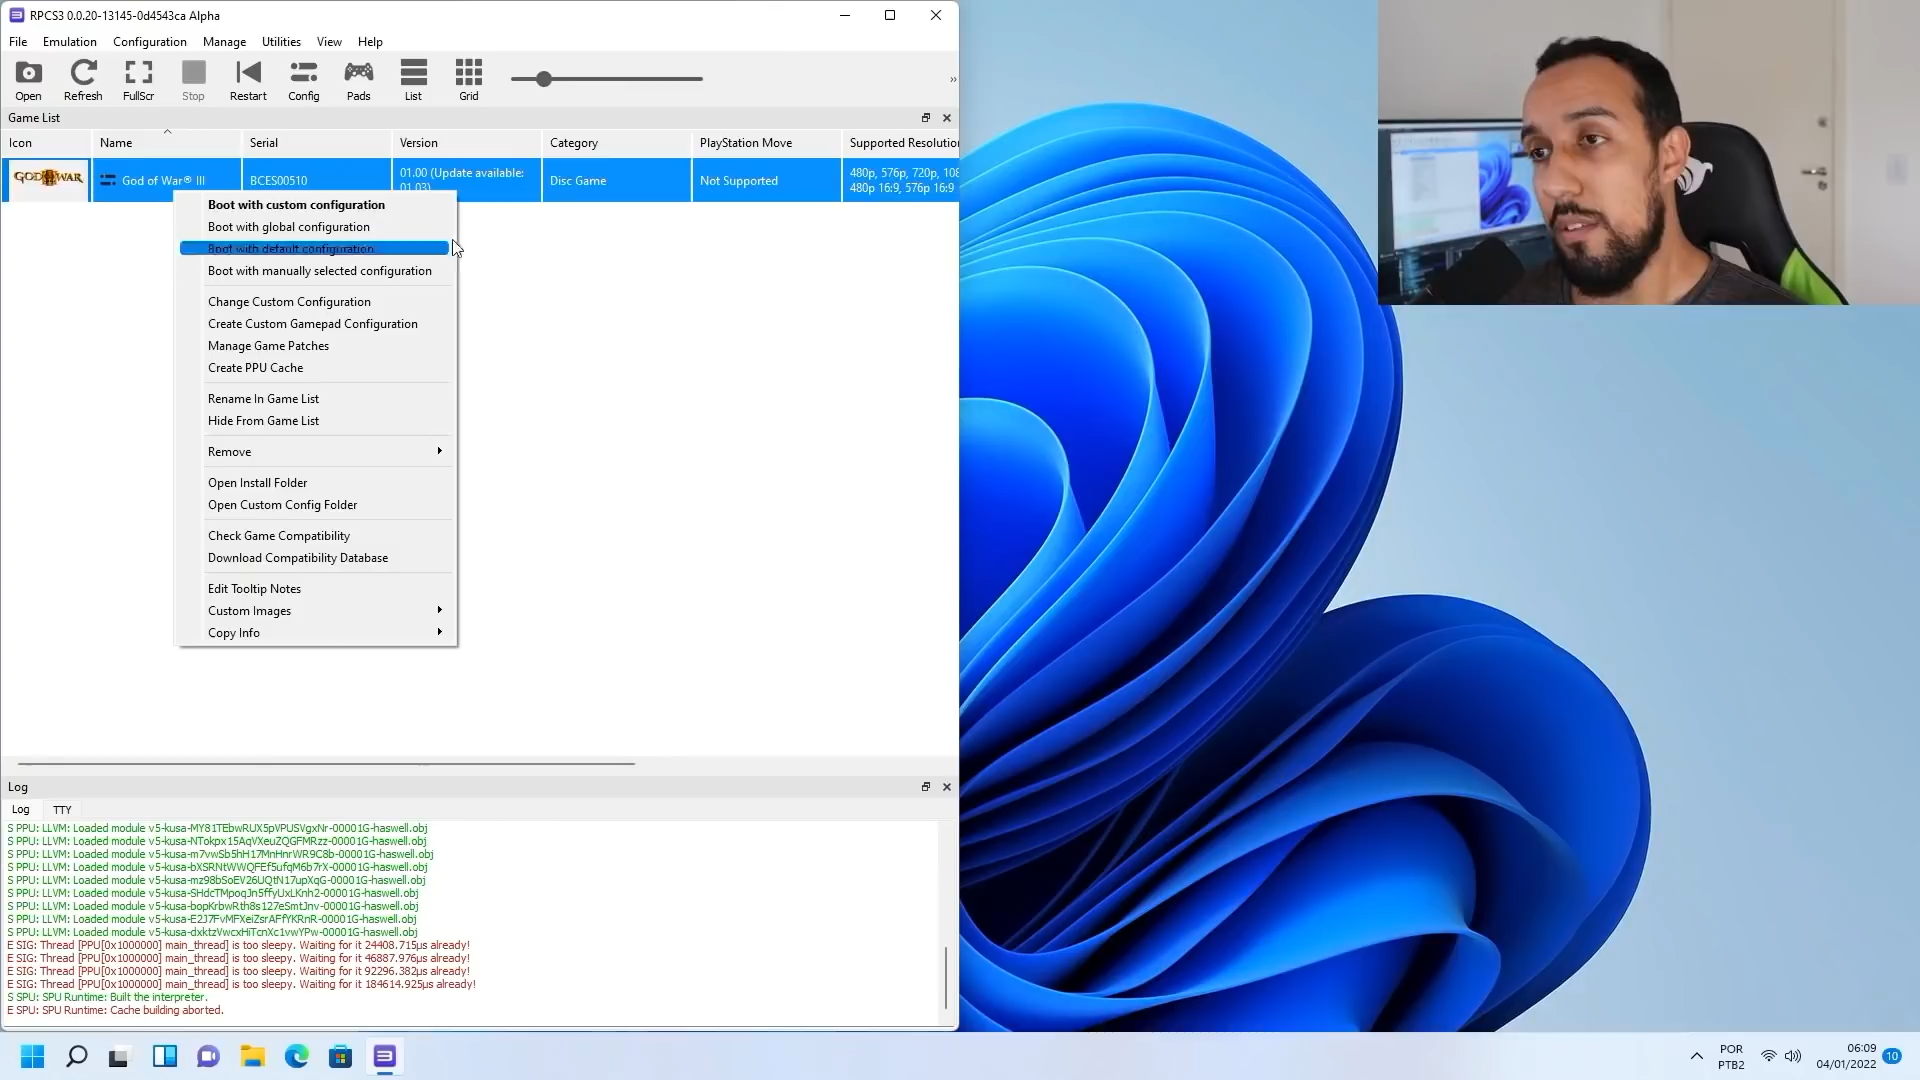 RPCS3 0.0.20-13145-0d4543ca Alpha
File Emulation Configuration Manage Utilities View Help
Open Refresh FullScr Stop Restart Config Pads List Grid
Game List
Icon Name Serial Version Category PlayStation Move Supported Resolutio
GOD OF WAR God of War® III BCES00510 01.00 (Update available: 01.03) Disc Game Not Supported 480p, 576p, 720p, 108
480p 16:9, 576p 16:9
Boot with custom configuration
Boot with global configuration
Boot with default configuration
Boot with manually selected configuration
Change Custom Configuration
Create Custom Gamepad Configuration
Manage Game Patches
Create PPU Cache
Rename In Game List
Hide From Game List
Remove
Open Install Folder
Open Custom Config Folder
Check Game Compatibility
Download Compatibility Database
Edit Tooltip Notes
Custom Images
Copy Info
Log
Log TTY
S PPU: LLVM: Loaded module v5-kusa-MY81TEbwRUX5pVPUSVgxNr-00001G-haswell.obj
S PPU: LLVM: Loaded module v5-kusa-NTokpx15AqVXeuZQGFMRzz-00001G-haswell.obj
S PPU: LLVM: Loaded module v5-kusa-m7vwSb5hH17MnHnrWR9C8b-00001G-haswell.obj
S PPU: LLVM: Loaded module v5-kusa-bXSRNtWWQFEf5ufqM6b7rX-00001G-haswell.obj
S PPU: LLVM: Loaded module v5-kusa-mz98bSoEV26UQtN17upXqG-00001G-haswell.obj
S PPU: LLVM: Loaded module v5-kusa-SHdcTMpoqJn5ffyUxLKnh2-00001G-haswell.obj
S PPU: LLVM: Loaded module v5-kusa-bopKrbwRth8s127eSmtJnv-00001G-haswell.obj
S PPU: LLVM: Loaded module v5-kusa-E2J7FvMFXeiZsrAFfYKRnR-00001G-haswell.obj
S PPU: LLVM: Loaded module v5-kusa-dxktzVwcxHiTcnXc1vwYPw-00001G-haswell.obj
E SIG: Thread [PPU[0x1000000] main_thread] is too sleepy. Waiting for it 24408.715µs already!
E SIG: Thread [PPU[0x1000000] main_thread] is too sleepy. Waiting for it 46887.976µs already!
E SIG: Thread [PPU[0x1000000] main_thread] is too sleepy. Waiting for it 92296.382µs already!
E SIG: Thread [PPU[0x1000000] main_thread] is too sleepy. Waiting for it 184614.925µs already!
S SPU: SPU Runtime: Built the interpreter.
E SPU: SPU Runtime: Cache building aborted.
POR
PTB2
06:09
04/01/2022
10